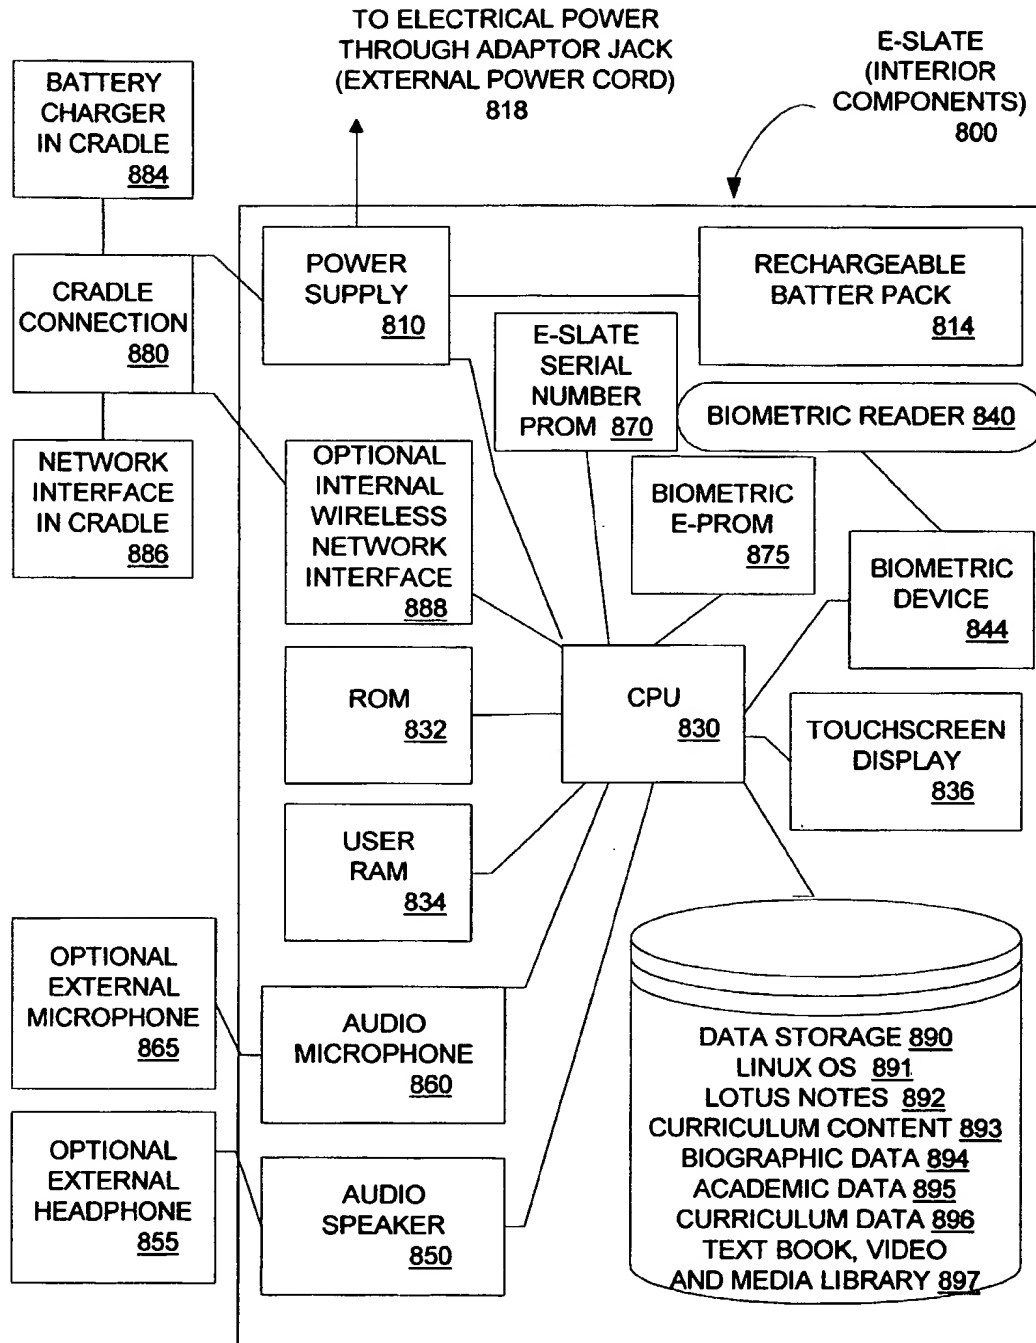 TO ELECTRICAL POWER
THROUGH ADAPTOR JACK
(EXTERNAL POWER CORD)
818
E-SLATE
(INTERIOR
COMPONENTS)
800
BATTERY
CHARGER
IN CRADLE
884
CRADLE
CONNECTION
880
NETWORK
INTERFACE
IN CRADLE
886
POWER
SUPPLY
810
RECHARGEABLE
BATTER PACK
814
E-SLATE
SERIAL
NUMBER
PROM 870
BIOMETRIC READER 840
OPTIONAL
INTERNAL
WIRELESS
NETWORK
INTERFACE
888
BIOMETRIC
E-PROM
875
BIOMETRIC
DEVICE
844
ROM
832
CPU
830
TOUCHSCREEN
DISPLAY
836
USER
RAM
834
OPTIONAL
EXTERNAL
MICROPHONE
865
AUDIO
MICROPHONE
860
OPTIONAL
EXTERNAL
HEADPHONE
855
AUDIO
SPEAKER
850
DATA STORAGE 890
LINUX OS 891
LOTUS NOTES 892
CURRICULUM CONTENT 893
BIOGRAPHIC DATA 894
ACADEMIC DATA 895
CURRICULUM DATA 896
TEXT BOOK, VIDEO
AND MEDIA LIBRARY 897